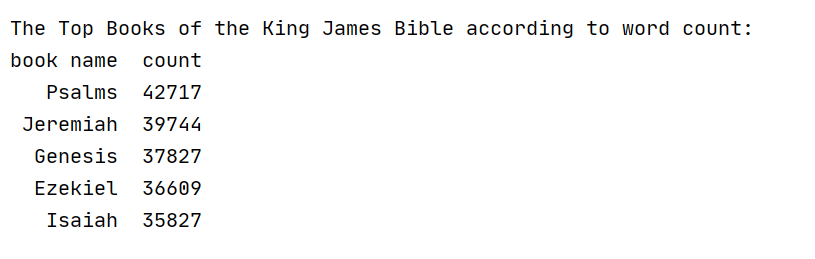 The Top Books of the King James Bible according to word count:
book name  count
Psalms  42717
Jeremiah  39744
Genesis  37827
Ezekiel  36609
Isaiah  35827